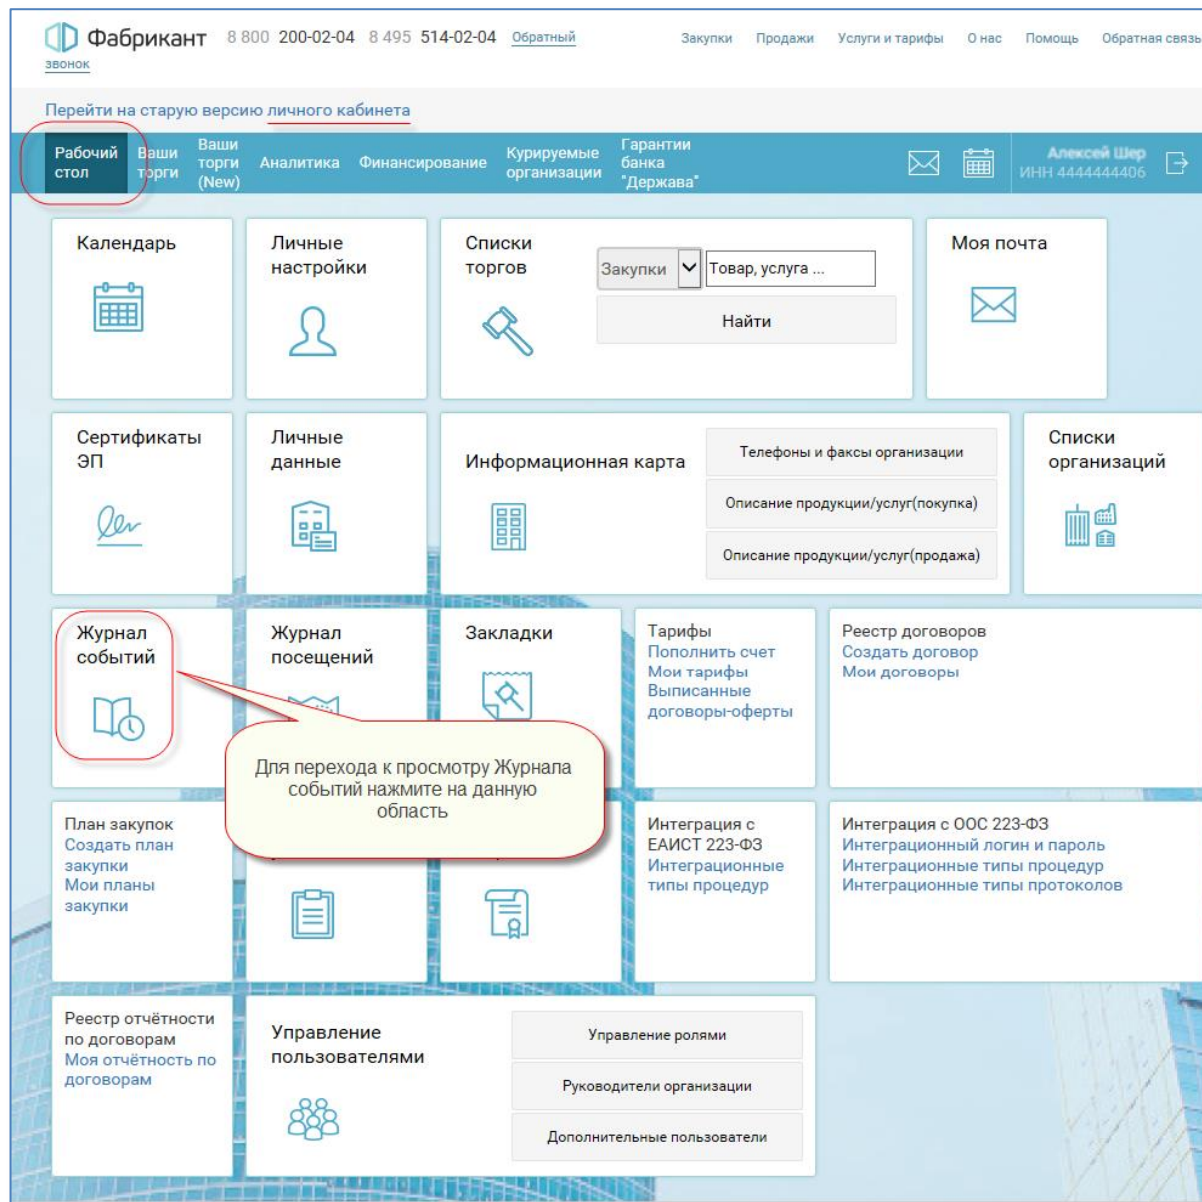 Фабрикант 8 800 200-02-04 8 495 514-02-04 Обратный
звонок
Закупки Продажи Услуги и тарифы О нас Помощь Обратная связь
Перейти на старую версию личного кабинета
Рабочий
стол
Ваши
торги
Ваши
торги
(New)
Аналитика
Финансирование
Курируемые
организации
Гарантии
банка
"Держава"
Алексей Шер
ИНН 4444444406
Календарь
Личные
настройки
Списки
торгов
Закупки
Товар, услуга ...
Найти
Моя почта
Сертификаты
ЭП
Личные
данные
Информационная карта
Телефоны и факсы организации
Описание продукции/услуг(покупка)
Описание продукции/услуг(продажа)
Списки
организаций
Журнал
событий
Журнал
посещений
Закладки
Тарифы
Пополнить счет
Мои тарифы
Выписанные
договоры-оферты
Реестр договоров
Создать договор
Мои договоры
Для перехода к просмотру Журнала
событий нажмите на данную
область
План закупок
Создать план
закупки
Мои планы
закупки
Интеграция с
ЕАИСТ 223-ФЗ
Интеграционные
типы процедур
Интеграция с ООС 223-ФЗ
Интеграционный логин и пароль
Интеграционные типы процедур
Интеграционные типы протоколов
Реестр отчётности
по договорам
Моя отчётность по
договорам
Управление
пользователями
Управление ролями
Руководители организации
Дополнительные пользователи